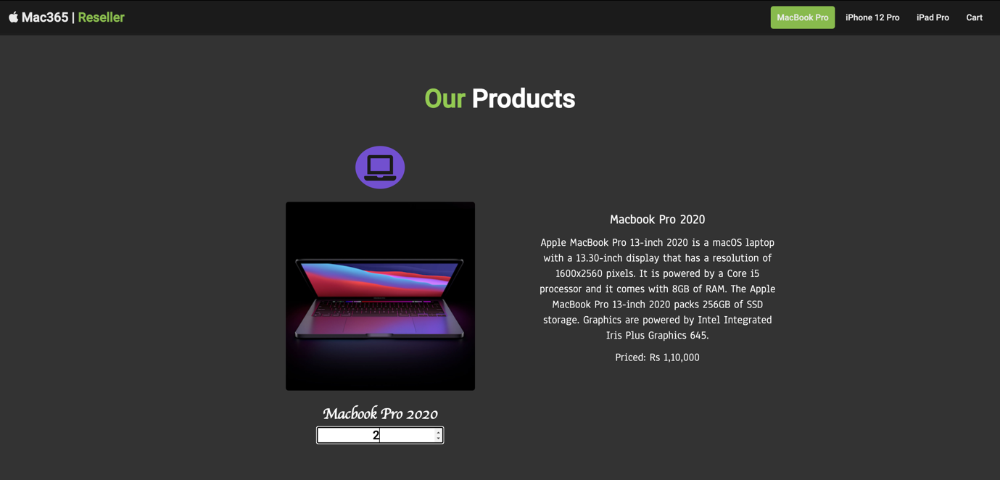 Mac365 | Reseller
MacBook Pro
iPhone 12 Pro
iPad Pro
Cart
Our Products
Macbook Pro 2020
Apple MacBook Pro 13-inch 2020 is a macOS laptop
with a 13.30-inch display that has a resolution of
1600x2560 pixels. It is powered by a Core i5
processor and it comes with 8GB of RAM. The Apple
MacBook Pro 13-inch 2020 packs 256GB of SSD
storage. Graphics are powered by Intel Integrated
Iris Plus Graphics 645.
Priced: Rs 1,10,000
Macbook Pro 2020
2